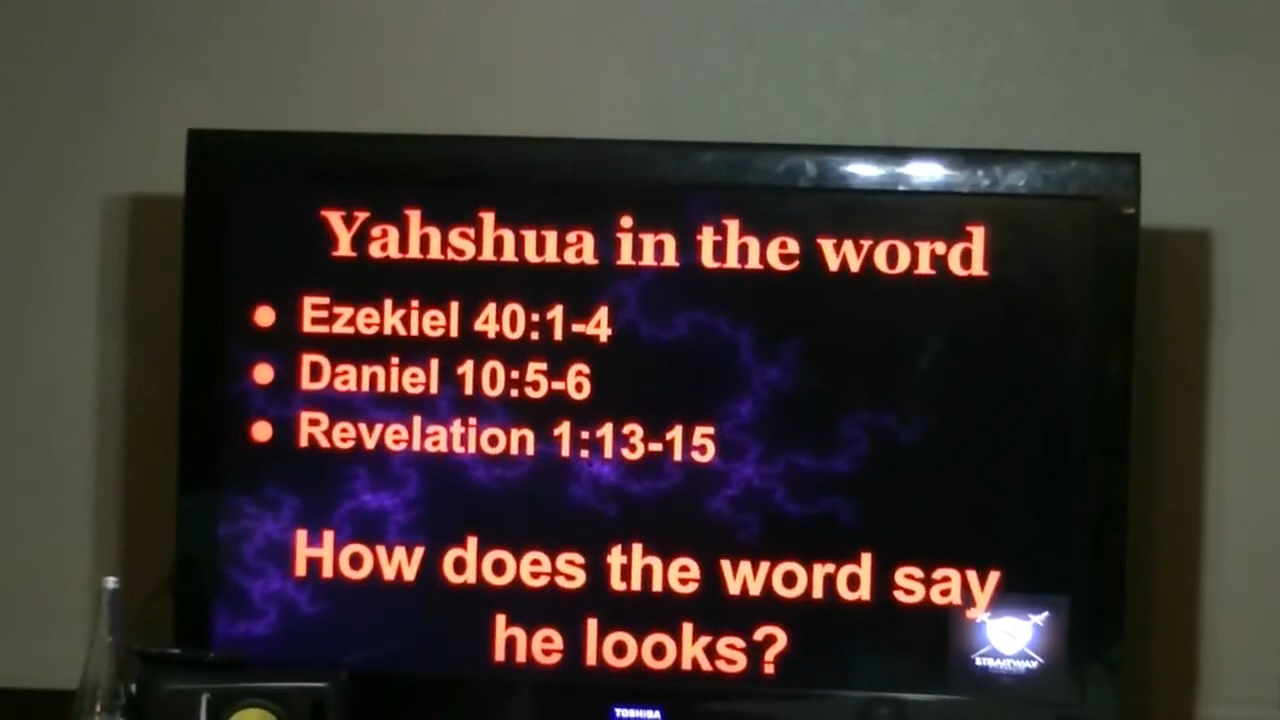 Yahshua in the word
• Ezekiel 40:1-4
• Daniel 10:5-6
• Revelation 1:13-15
How does the word say
he looks?
STRAITWAY
TOSHIBA